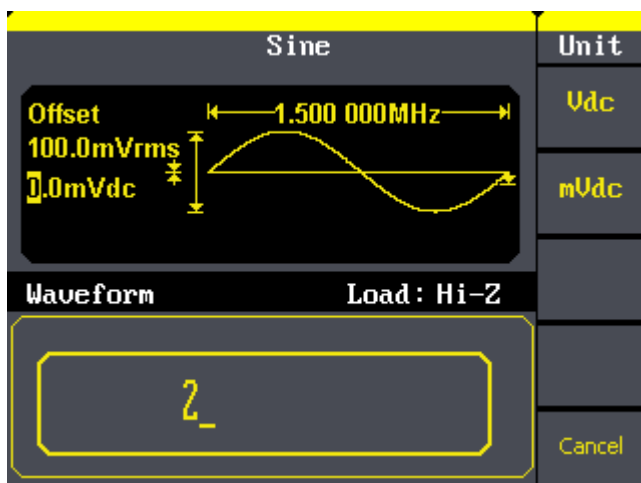 Sine
Unit
Offset
1.500 000MHz
Vdc
100.0mVrms
0.0mVdc
mVdc
Waveform
Load: Hi-Z
2_
Cancel